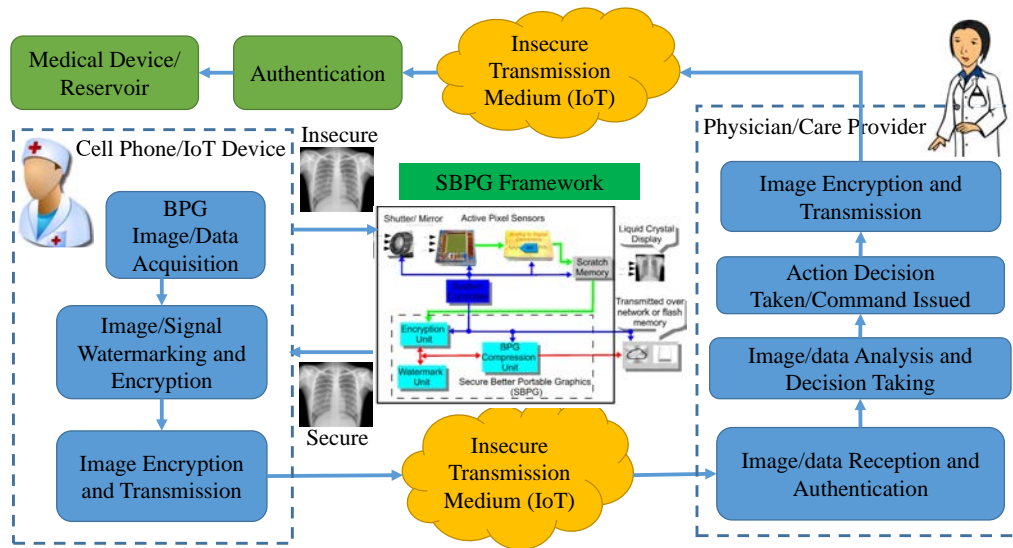 Medical Device/
Reservoir
Authentication
Insecure
Transmission
Medium (IoT)
Physician/Care Provider
Cell Phone/IoT Device
Insecure
SBPG Framework
BPG
Image/Data
Acquisition
Image/Signal
Watermarking and
Encryption
Image Encryption
and Transmission
Secure
Shutter/ Mirror
Active Pixel Sensors
Liquid Crystal
Display
Scratch
Memory
Transmitted over
network or flash
memory
Encryption
Unit
BPG
Compression
Unit
Watermark
Unit
Secure Better Portable Graphics
(SBPG)
Insecure
Transmission
Medium (IoT)
Image Encryption and
Transmission
Action Decision
Taken/Command Issued
Image/data Analysis and
Decision Taking
Image/data Reception and
Authentication